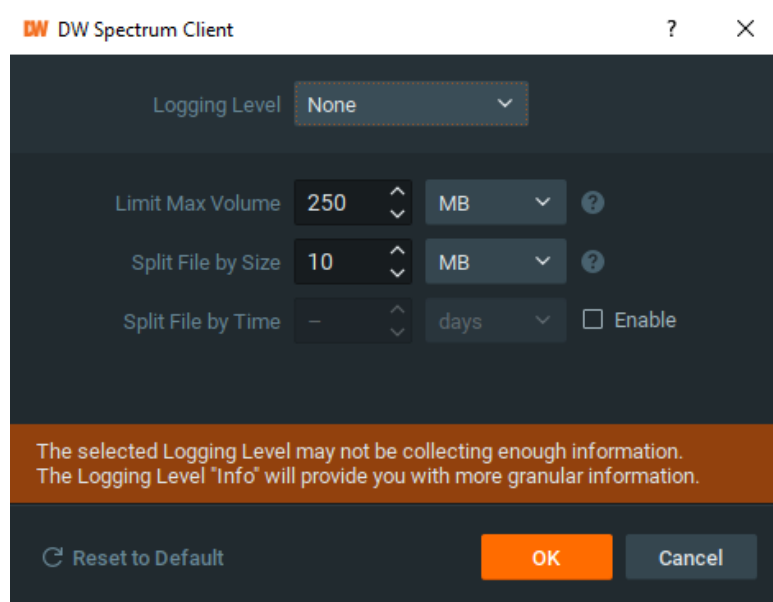 DW DW Spectrum Client ? ×
Logging Level None
Limit Max Volume 250 MB ?
Split File by Size 10 MB ?
Split File by Time – days Enable
The selected Logging Level may not be collecting enough information.
The Logging Level "Info" will provide you with more granular information.
Reset to Default OK Cancel